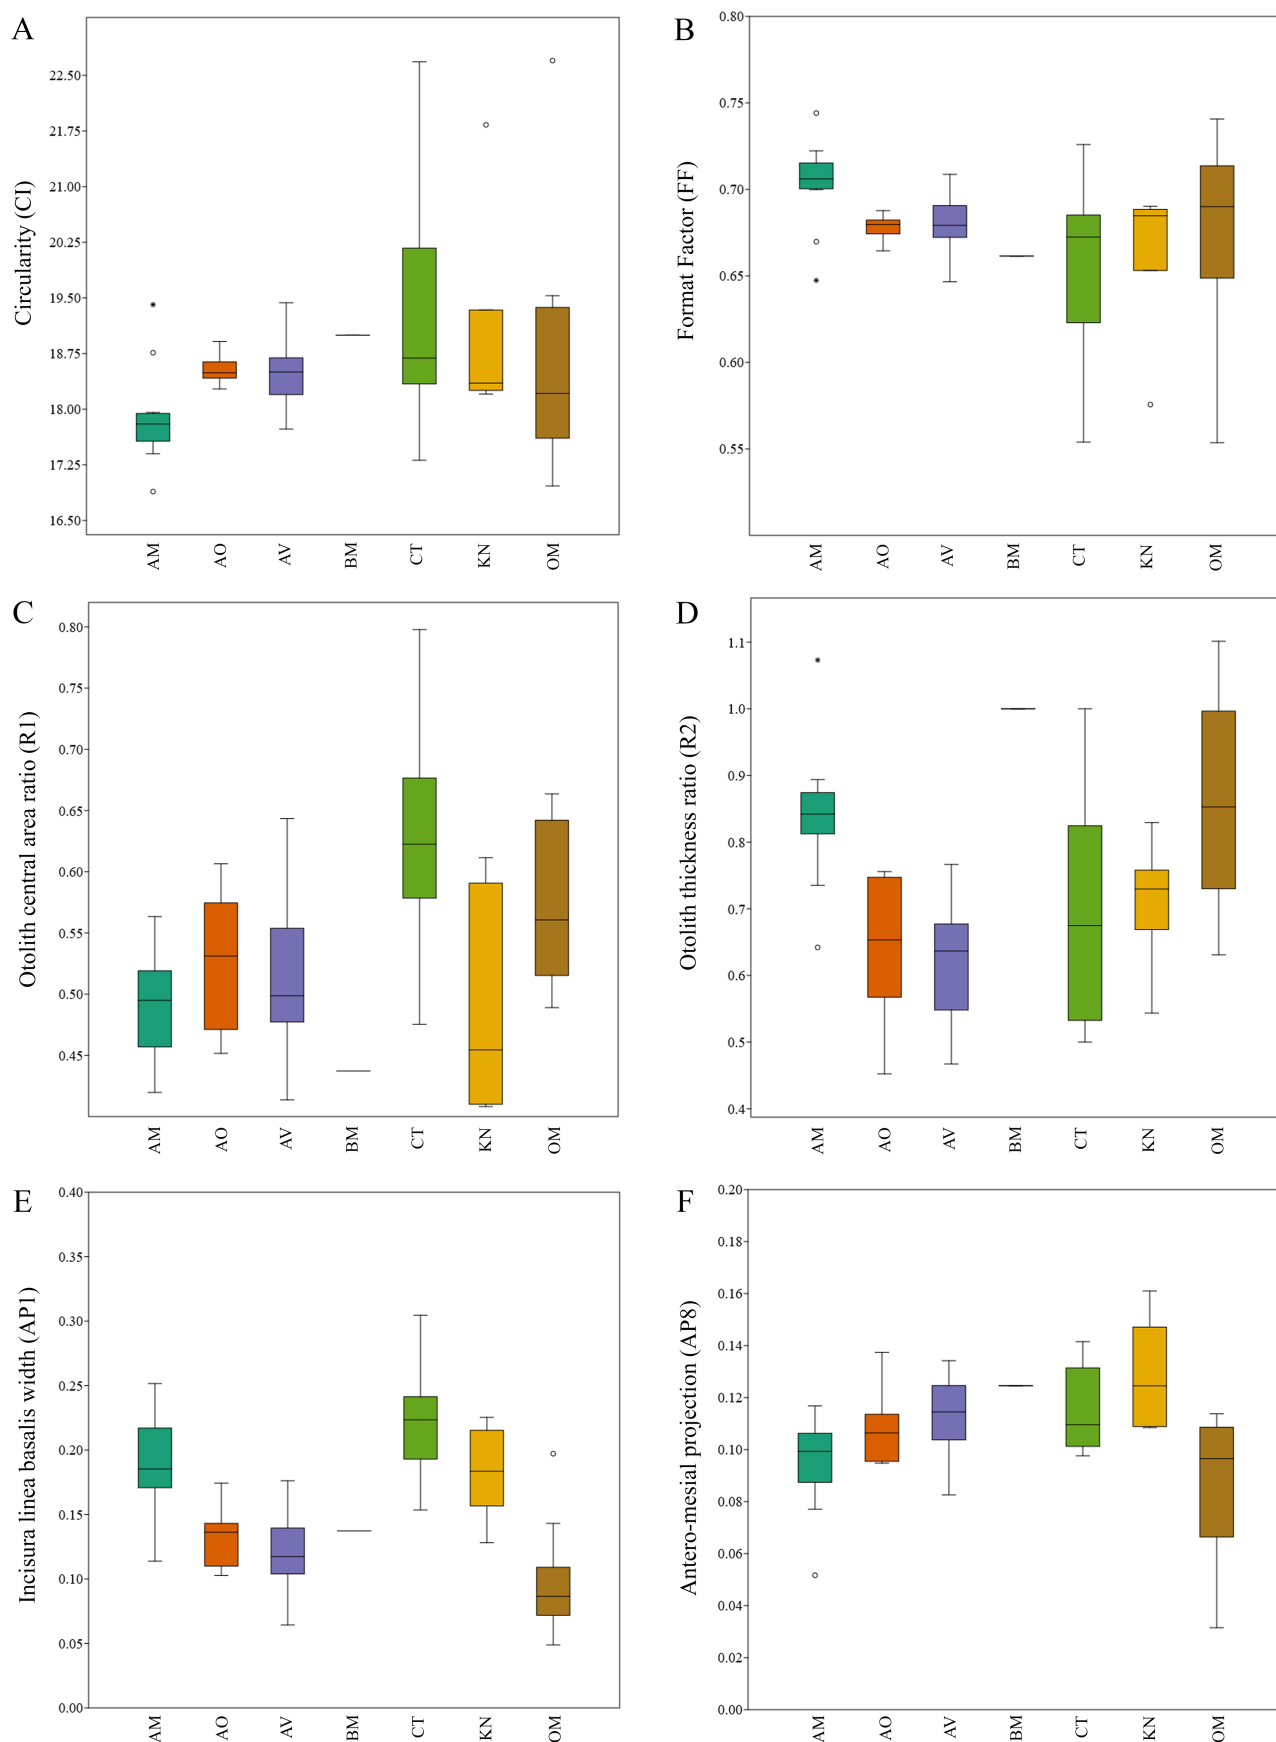 A
Circularity (CI)
22.50
21.75
21.00
20.25
19.50
18.75
18.00
17.25
16.50
AM AO AV BM CT KN OM
B
Format Factor (FF)
0.80
0.75
0.70
0.65
0.60
0.55
AM AO AV BM CT KN OM
C
Otolith central area ratio (R1)
0.80
0.75
0.70
0.65
0.60
0.55
0.50
0.45
AM AO AV BM CT KN OM
D
Otolith thickness ratio (R2)
1.1
1.0
0.9
0.8
0.7
0.6
0.5
0.4
AM AO AV BM CT KN OM
E
Incisura linea basalis width (AP1)
0.40
0.35
0.30
0.25
0.20
0.15
0.10
0.05
0.00
AM AO AV BM CT KN OM
F
Antero-mesial projection (AP8)
0.20
0.18
0.16
0.14
0.12
0.10
0.08
0.06
0.04
0.02
0.00
AM AO AV BM CT KN OM